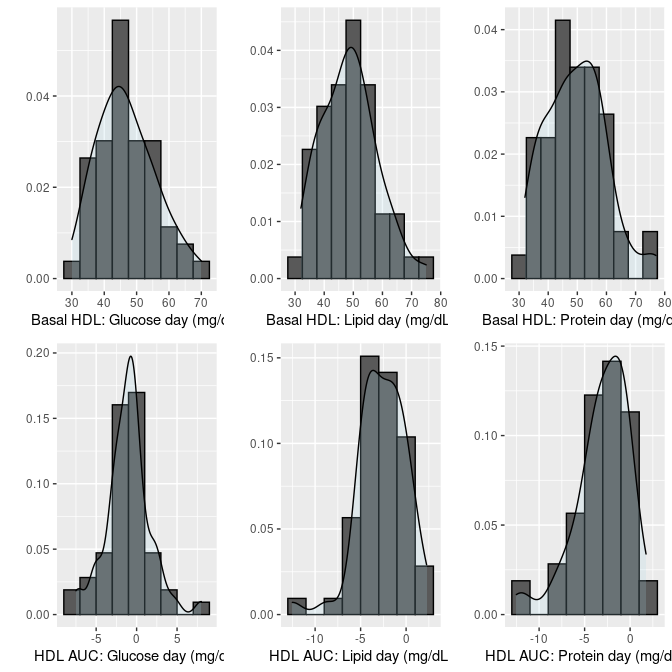 0.04
0.02
0.00
30 40 50 60 70
Basal HDL: Glucose day (mg/d
0.04
0.03
0.02
0.01
0.00
30 40 50 60 70 80
Basal HDL: Lipid day (mg/dL
0.04
0.03
0.02
0.01
0.00
30 40 50 60 70 80
Basal HDL: Protein day (mg/d
0.20
0.15
0.10
0.05
0.00
-5 0 5
HDL AUC: Glucose day (mg/d
0.15
0.10
0.05
0.00
-10 -5 0
HDL AUC: Lipid day (mg/dL
0.15
0.10
0.05
0.00
-10 -5 0
HDL AUC: Protein day (mg/d